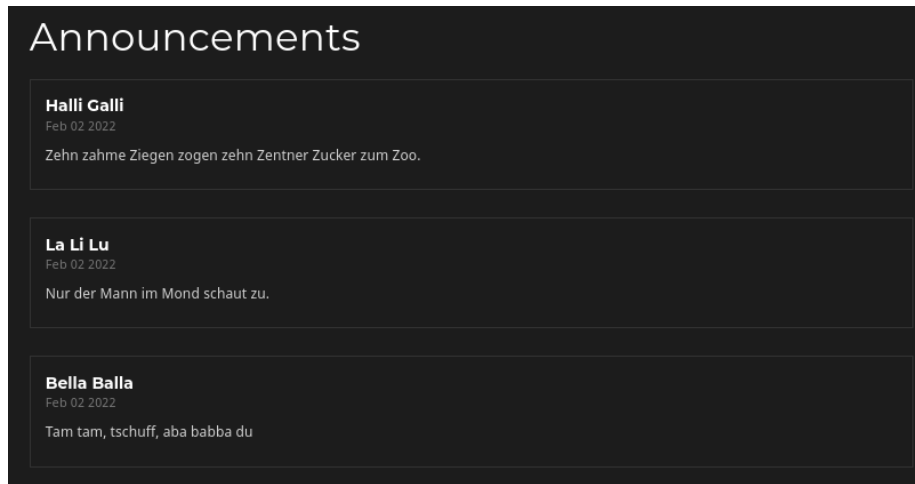 Announcements
Halli Galli
Feb 02 2022
Zehn zahme Ziegen zogen zehn Zentner Zucker zum Zoo.
La Li Lu
Feb 02 2022
Nur der Mann im Mond schaut zu.
Bella Balla
Feb 02 2022
Tam tam, tschuff, aba babba du